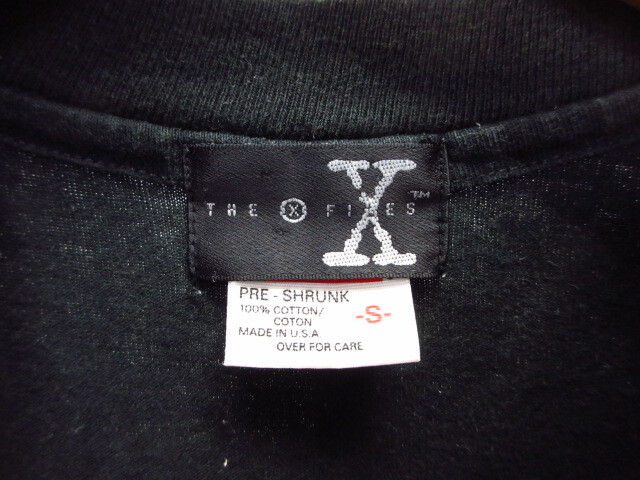 THE X FILES™
X
PRE - SHRUNK
100% COTTON/
COTON
-S-
MADE IN U.S.A.
OVER FOR CARE